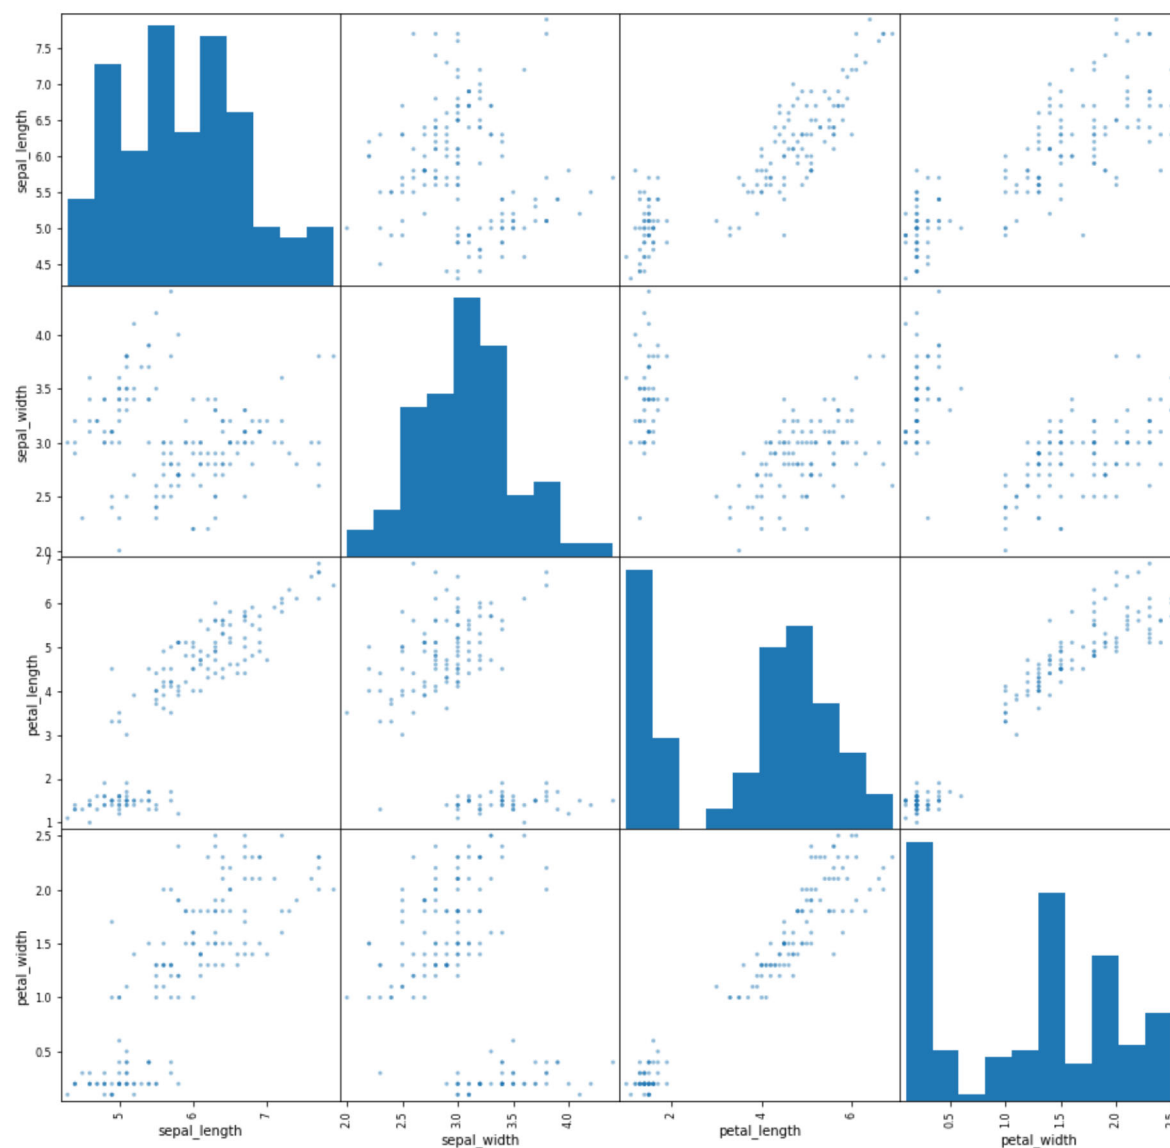 7.5
7.0
6.5
6.0
5.5
5.0
4.5
sepal_length
4.0
3.5
3.0
2.5
2.0
sepal_width
7
6
5
4
3
2
1
petal_length
2.5
2.0
1.5
1.0
0.5
petal_width
5 6 7
2.0 2.5 3.0 3.5 4.0
2 4 6
0.5 1.0 1.5 2.0 2.5
sepal_length sepal_width petal_length petal_width